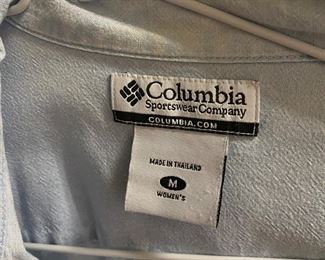 Columbia
Sportswear Company
COLUMBIA.COM
MADE IN THAILAND
M
WOMEN'S